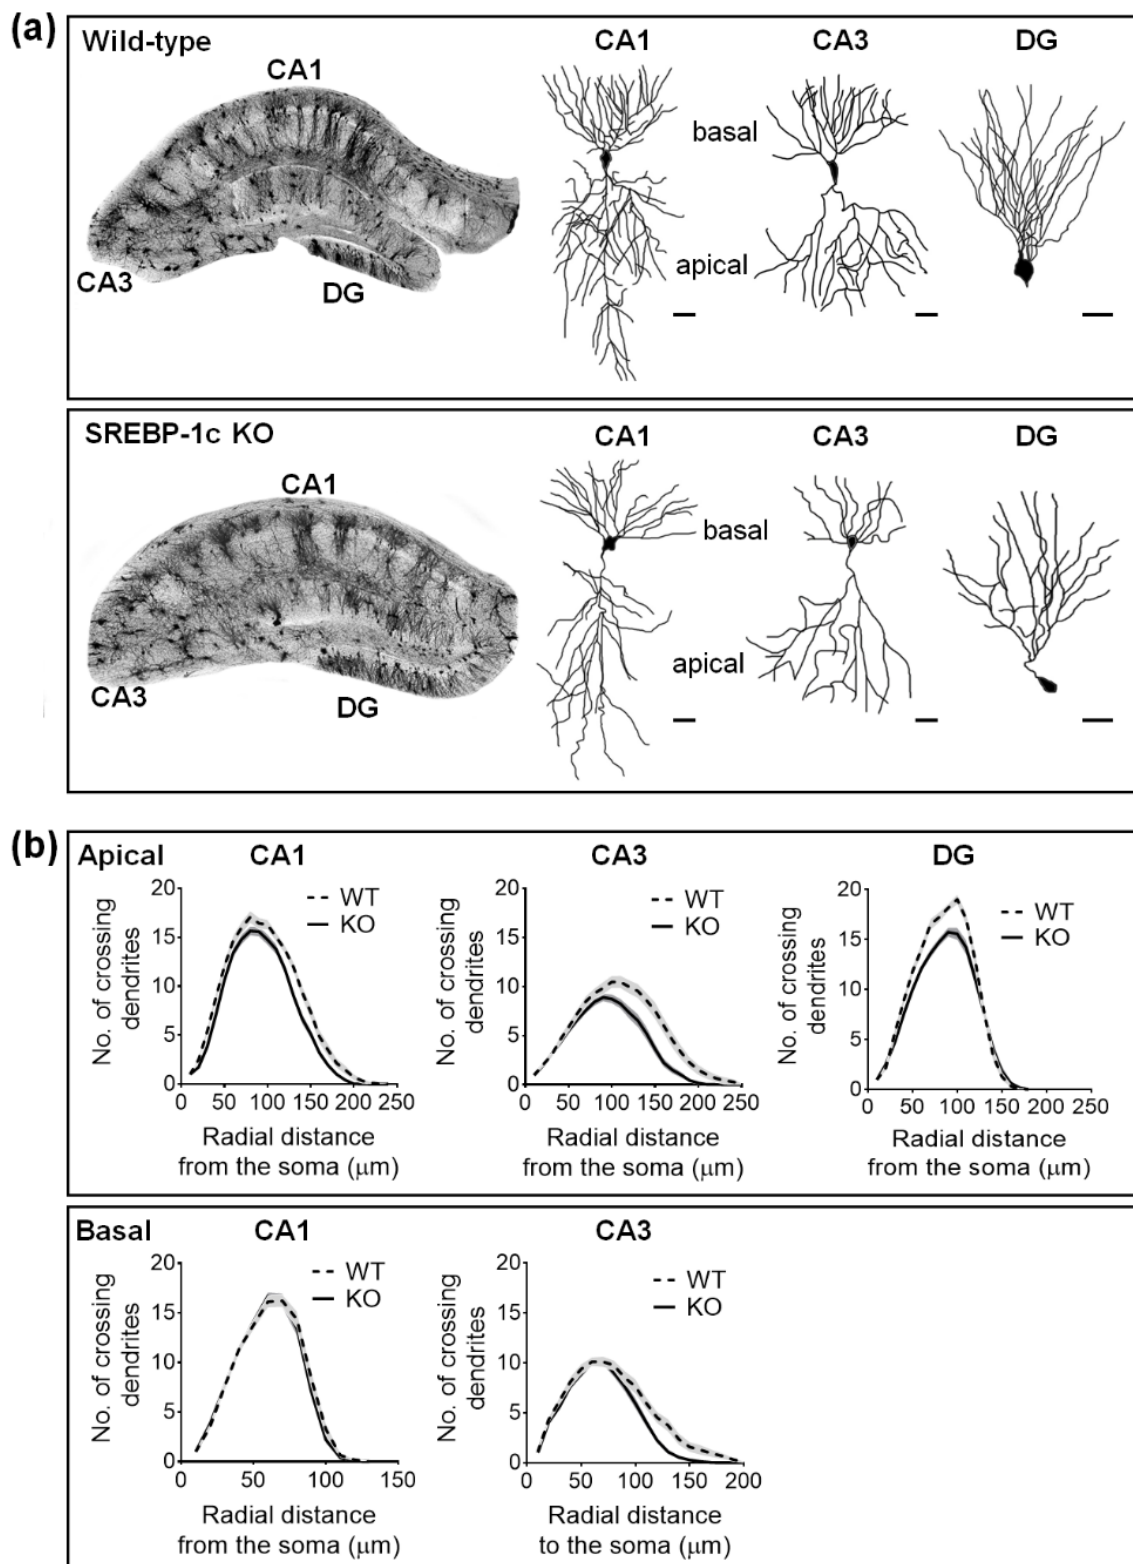 (a)
Wild-type
CA1
CA3
DG
CA1
CA3
DG
basal
apical
SREBP-1c KO
CA1
CA3
DG
CA1
CA3
DG
basal
apical
(b)
Apical
CA1
No. of crossing
dendrites
20
15
10
5
0
0 50 100 150 200 250
WT
KO
Radial distance
from the soma (μm)
CA3
No. of crossing
dendrites
20
15
10
5
0
0 50 100 150 200 250
WT
KO
Radial distance
from the soma (μm)
DG
No. of crossing
dendrites
20
15
10
5
0
0 50 100 150 200 250
WT
KO
Radial distance
from the soma (μm)
Basal
CA1
No. of crossing
dendrites
20
15
10
5
0
0 50 100 150
WT
KO
Radial distance
from the soma (μm)
CA3
No. of crossing
dendrites
20
15
10
5
0
0 50 100 150 200
WT
KO
Radial distance
to the soma (μm)